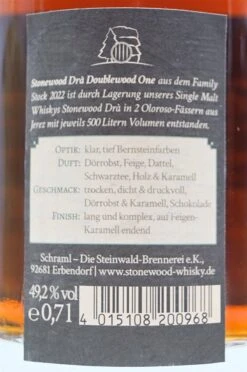 Stonewood Drà Doublewood One aus dem Family
Stock 2022 ist durch Lagerung unseres Single Malt
Whiskys Stonewood Drà in 2 Oloroso-Fässern aus
Jerez mit jeweils 500 Litern Volumen entstanden.
OPTIK: klar, tief Bernsteinfarben
DUFT: Dörrobst, Feige, Dattel,
Schwarztee, Holz & Karamell
GESCHMACK: trocken, dicht & druckvoll,
Dörrobst & Karamell, Schokolade
FINISH: lang und komplex, auf Feigen-
Karamell endend
Schraml – Die Steinwald-Brennerei e.K.,
92681 Erbendorf | www.stonewood-whisky.de
49,2% vol
e 0,7l
4 015108 200968